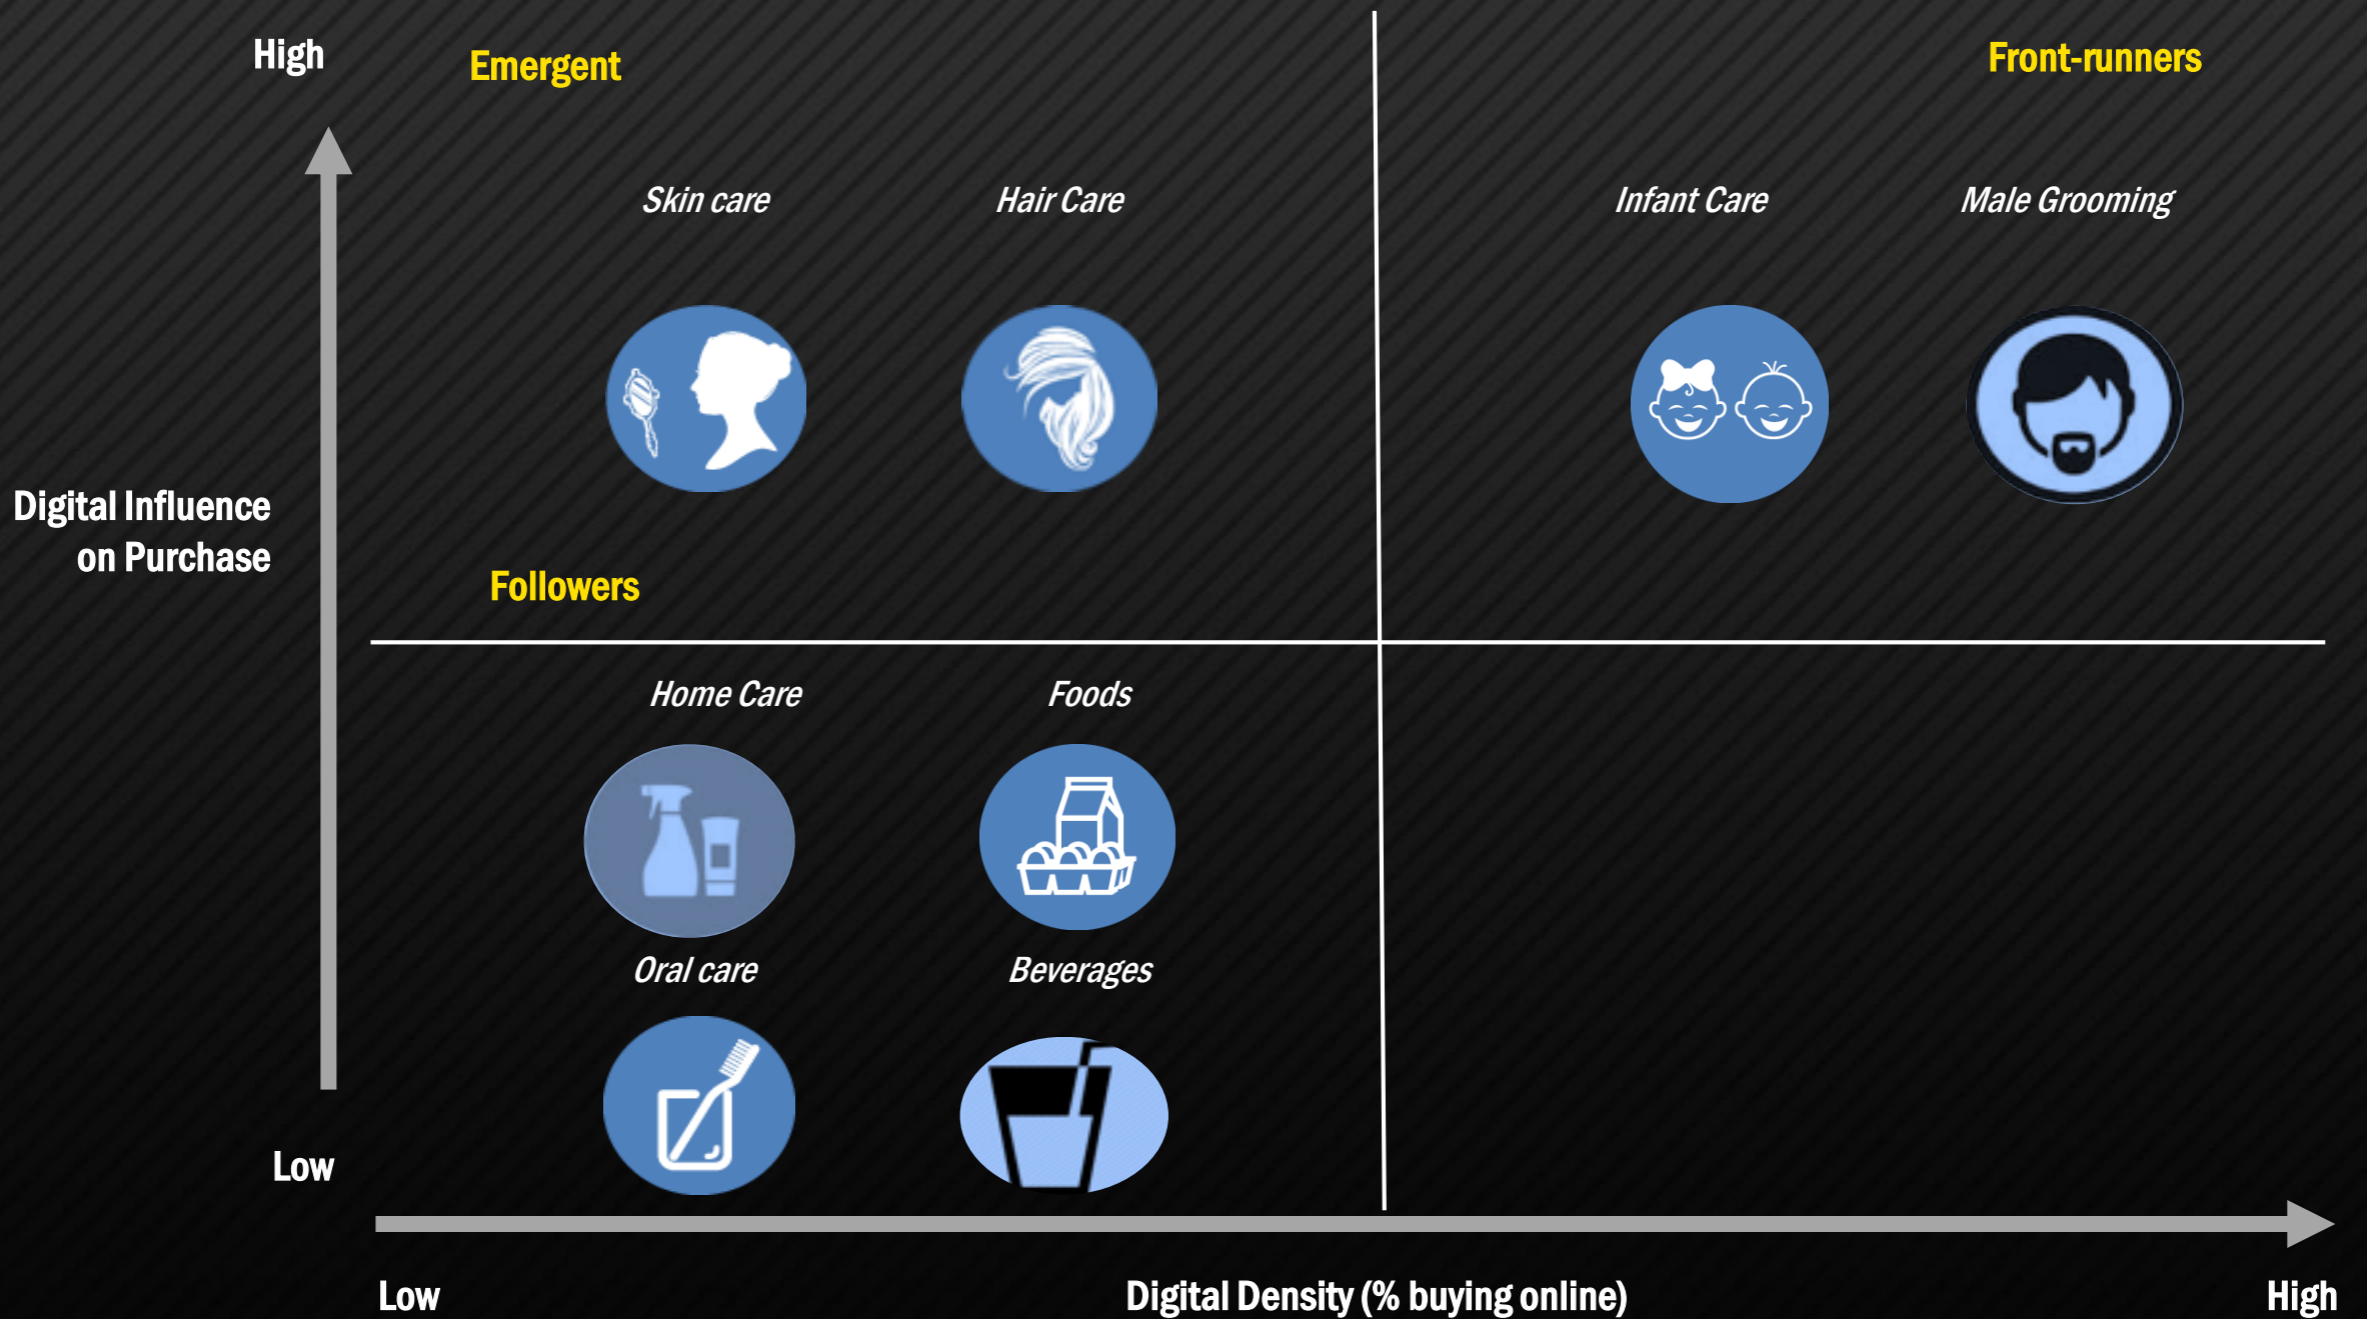 High
Emergent
Front-runners
Skin care
Hair Care
Infant Care
Male Grooming
Digital Influence
on Purchase
Followers
Home Care
Foods
Oral care
Beverages
Low
Low
Digital Density (% buying online)
High